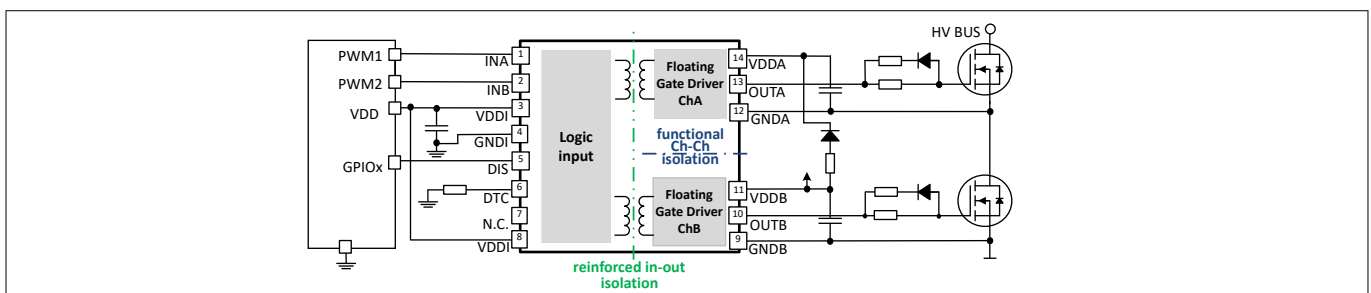 HV BUS
PWM1
PWM2
VDD
GPIOx
1
INA
2
INB
3
VDDI
4
GNDI
5
DIS
6
DTC
7
N.C.
8
VDDI
Logic
input
Floating
Gate Driver
ChA
functional
Ch-Ch
isolation
Floating
Gate Driver
ChB
14
VDDA
13
OUTA
12
GNDA
11
VDDB
10
OUTB
9
GNDB
reinforced in-out
isolation